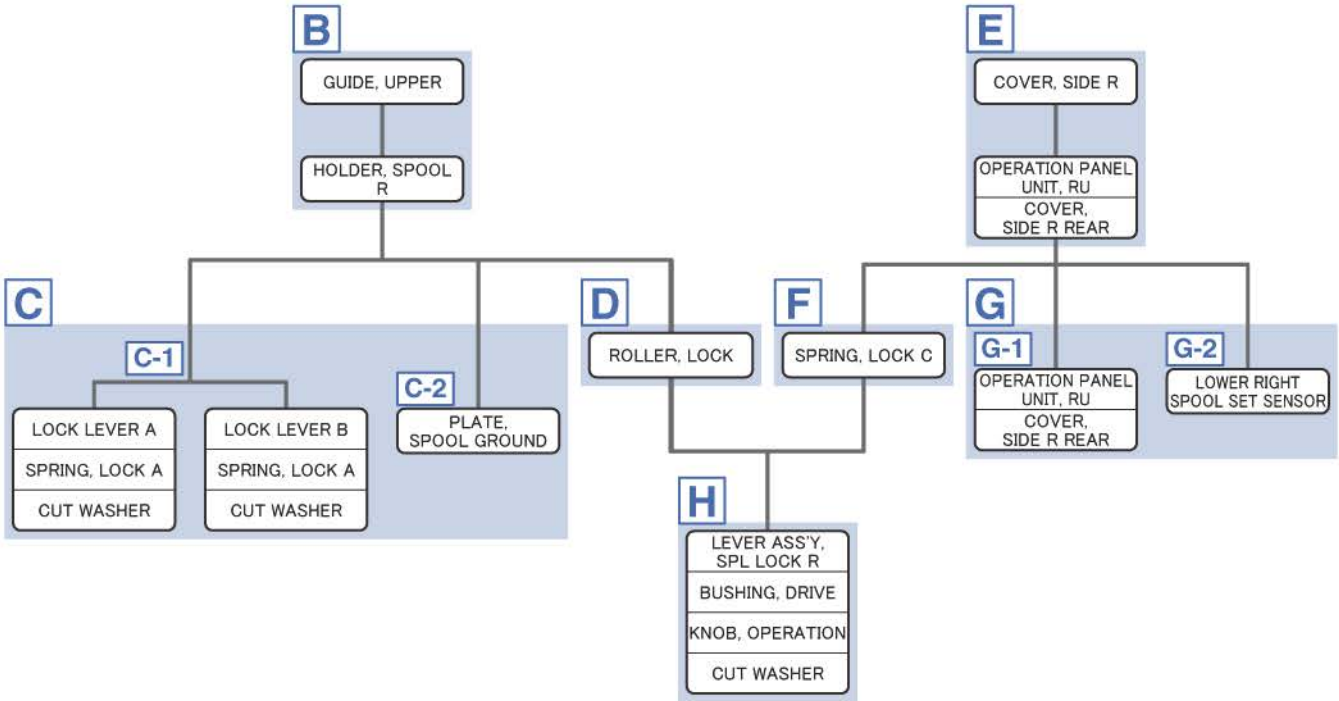 B
GUIDE, UPPER
HOLDER, SPOOL
R
E
COVER, SIDE R
OPERATION PANEL
UNIT, RU
COVER,
SIDE R REAR
C
C-1
LOCK LEVER A
SPRING, LOCK A
CUT WASHER
LOCK LEVER B
SPRING, LOCK A
CUT WASHER
C-2
PLATE,
SPOOL GROUND
D
ROLLER, LOCK
F
SPRING, LOCK C
G
G-1
OPERATION PANEL
UNIT, RU
COVER,
SIDE R REAR
G-2
LOWER RIGHT
SPOOL SET SENSOR
H
LEVER ASS'Y,
SPL LOCK R
BUSHING, DRIVE
KNOB, OPERATION
CUT WASHER